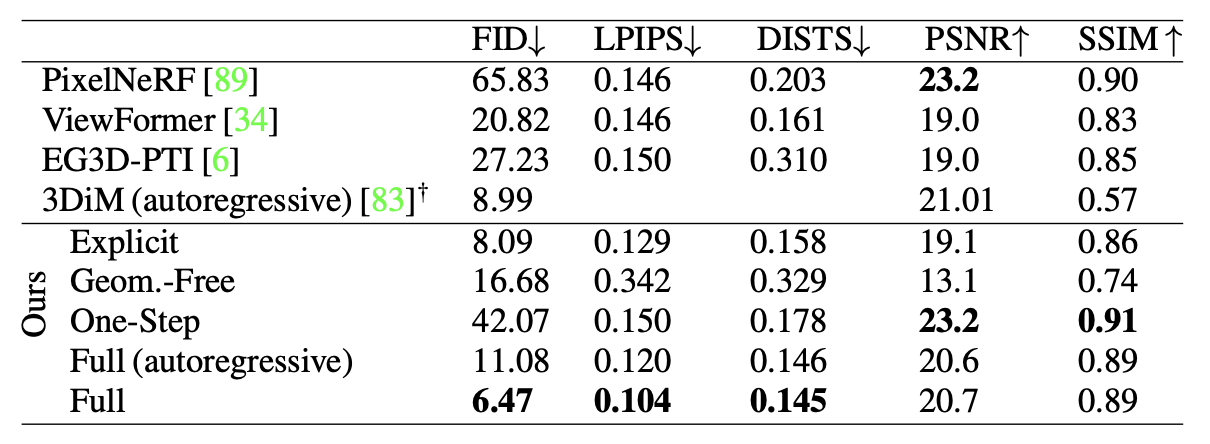 FID↓ LPIPS↓ DISTS↓ PSNR↑ SSIM↑
PixelNeRF [89] 65.83 0.146 0.203 23.2 0.90
ViewFormer [34] 20.82 0.146 0.161 19.0 0.83
EG3D-PTI [6] 27.23 0.150 0.310 19.0 0.85
3DiM (autoregressive) [83]† 8.99 21.01 0.57
Ours
Explicit 8.09 0.129 0.158 19.1 0.86
Geom.-Free 16.68 0.342 0.329 13.1 0.74
One-Step 42.07 0.150 0.178 23.2 0.91
Full (autoregressive) 11.08 0.120 0.146 20.6 0.89
Full 6.47 0.104 0.145 20.7 0.89